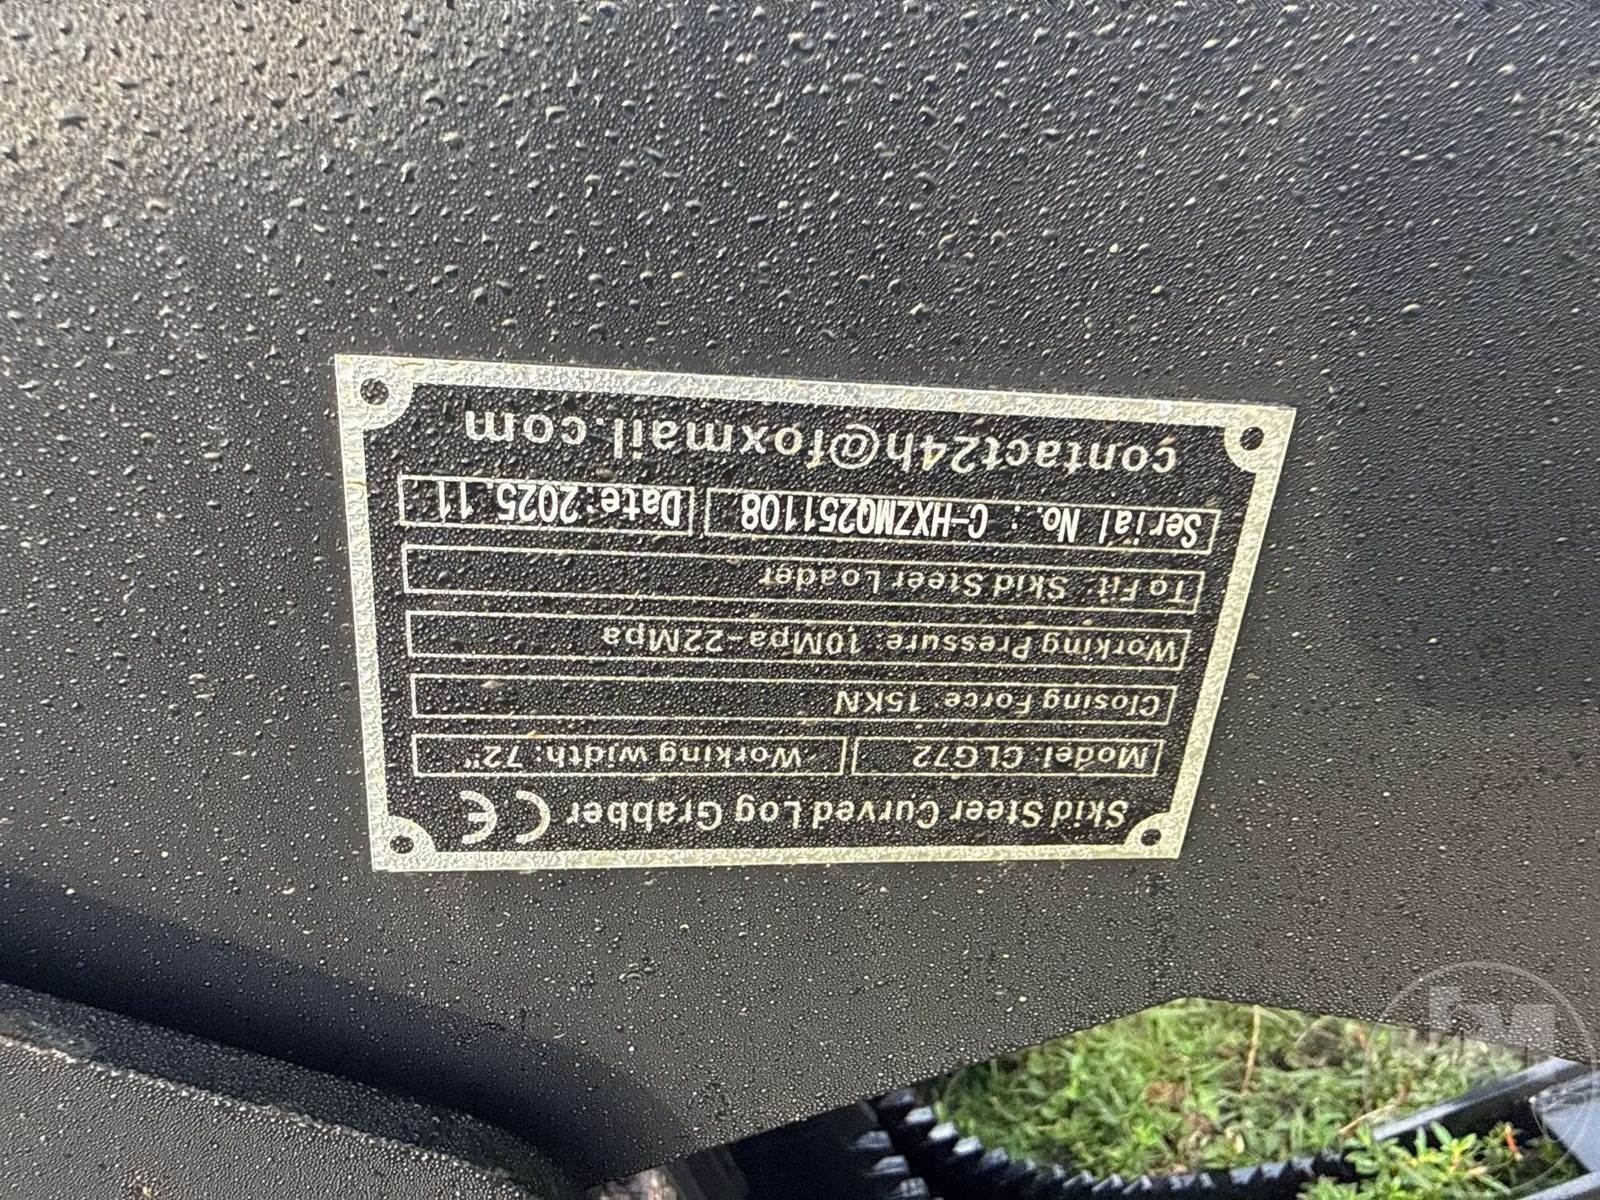 Skid Steer Curved Log Grabber CE
Model: CLG72 Working width: 72"
Closing Force: 15KN
Working Pressure: 10Mpa-22Mpa
To Fit: Skid Steer Loader
Serial No.: C-HXZMQ251108 Date:2025.11
contact24h@foxmail.com